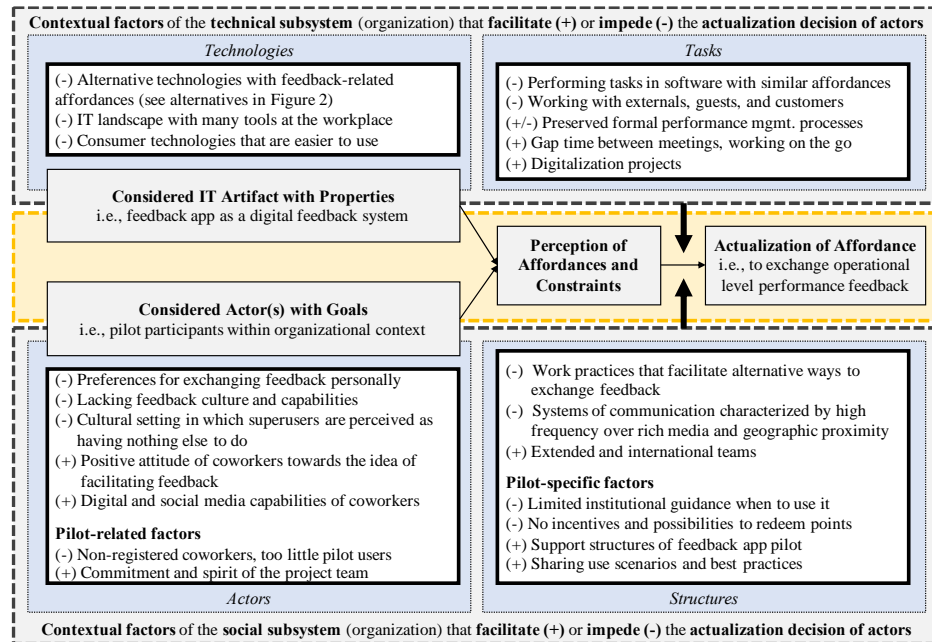 Contextual factors of the technical subsystem (organization) that facilitate (+) or impede (-) the actualization decision of actors
Technologies
(-) Alternative technologies with feedback-related
affordances (see alternatives in Figure 2)
(-) IT landscape with many tools at the workplace
(-) Consumer technologies that are easier to use
Tasks
(-) Performing tasks in software with similar affordances
(-) Working with externals, guests, and customers
(+/-) Preserved formal performance mgmt. processes
(+) Gap time between meetings, working on the go
(+) Digitalization projects
Considered IT Artifact with Properties
i.e., feedback app as a digital feedback system
Perception of
Affordances and
Constraints
Actualization of Affordance
i.e., to exchange operational
level performance feedback
Considered Actor(s) with Goals
i.e., pilot participants within organizational context
(-) Preferences for exchanging feedback personally
(-) Lacking feedback culture and capabilities
(-) Cultural setting in which superusers are perceived as
having nothing else to do
(+) Positive attitude of coworkers towards the idea of
facilitating feedback
(+) Digital and social media capabilities of coworkers
Pilot-related factors
(-) Non-registered coworkers, too little pilot users
(+) Commitment and spirit of the project team
Actors
(-) Work practices that facilitate alternative ways to
exchange feedback
(-) Systems of communication characterized by high
frequency over rich media and geographic proximity
(+) Extended and international teams
Pilot-specific factors
(-) Limited institutional guidance when to use it
(-) No incentives and possibilities to redeem points
(+) Support structures of feedback app pilot
(+) Sharing use scenarios and best practices
Structures
Contextual factors of the social subsystem (organization) that facilitate (+) or impede (-) the actualization decision of actors